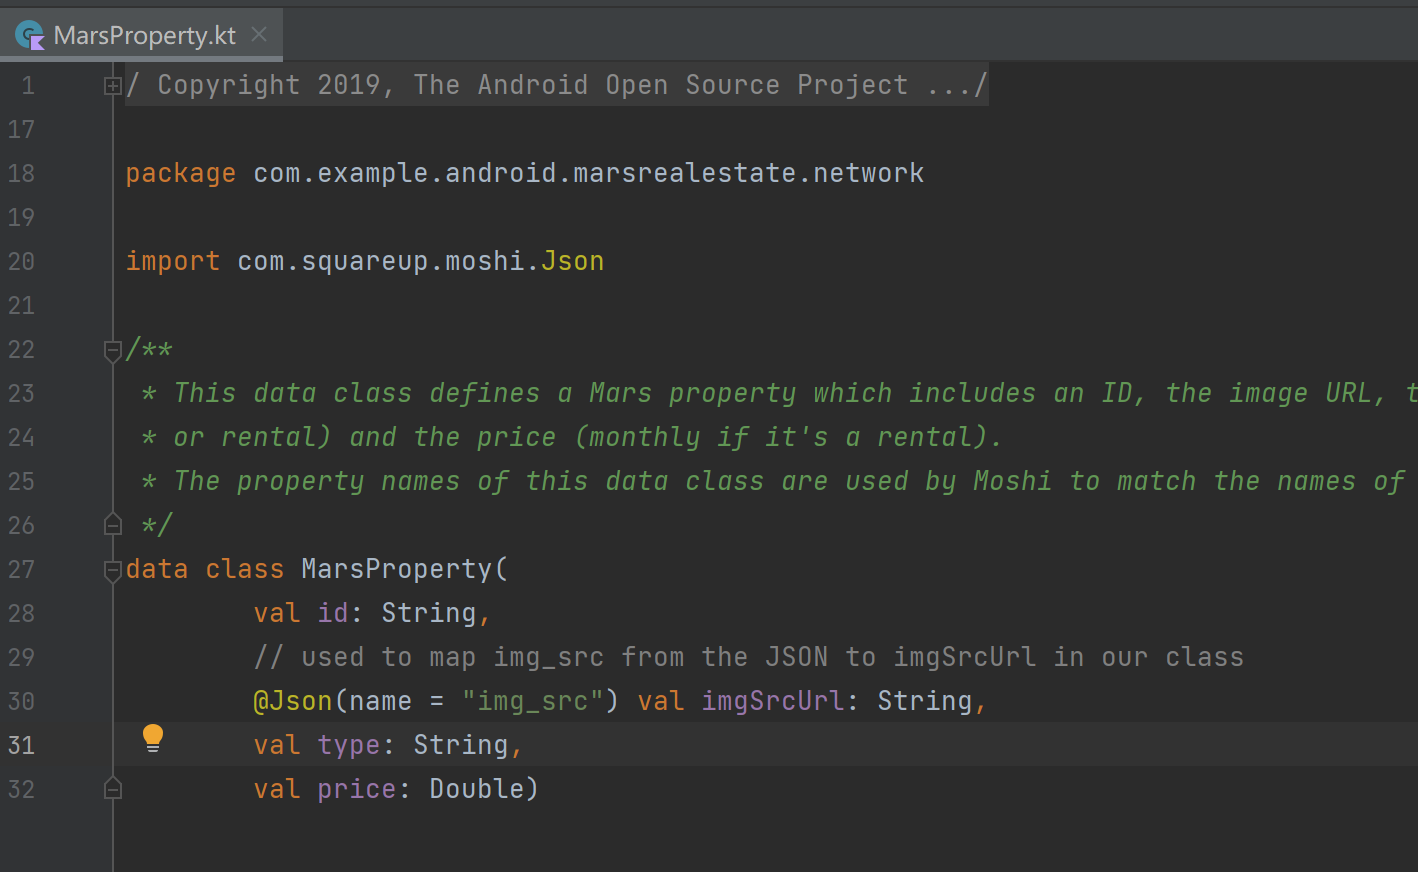 MarsProperty.kt
1 / Copyright 2019, The Android Open Source Project .../
17
18 package com.example.android.marsrealestate.network
19
20 import com.squareup.moshi.Json
21
22 /**
23 * This data class defines a Mars property which includes an ID, the image URL, t
24 * or rental) and the price (monthly if it's a rental).
25 * The property names of this data class are used by Moshi to match the names of
26 */
27 data class MarsProperty(
28 val id: String,
29 // used to map img_src from the JSON to imgSrcUrl in our class
30 @Json(name = "img_src") val imgSrcUrl: String,
31 val type: String,
32 val price: Double)